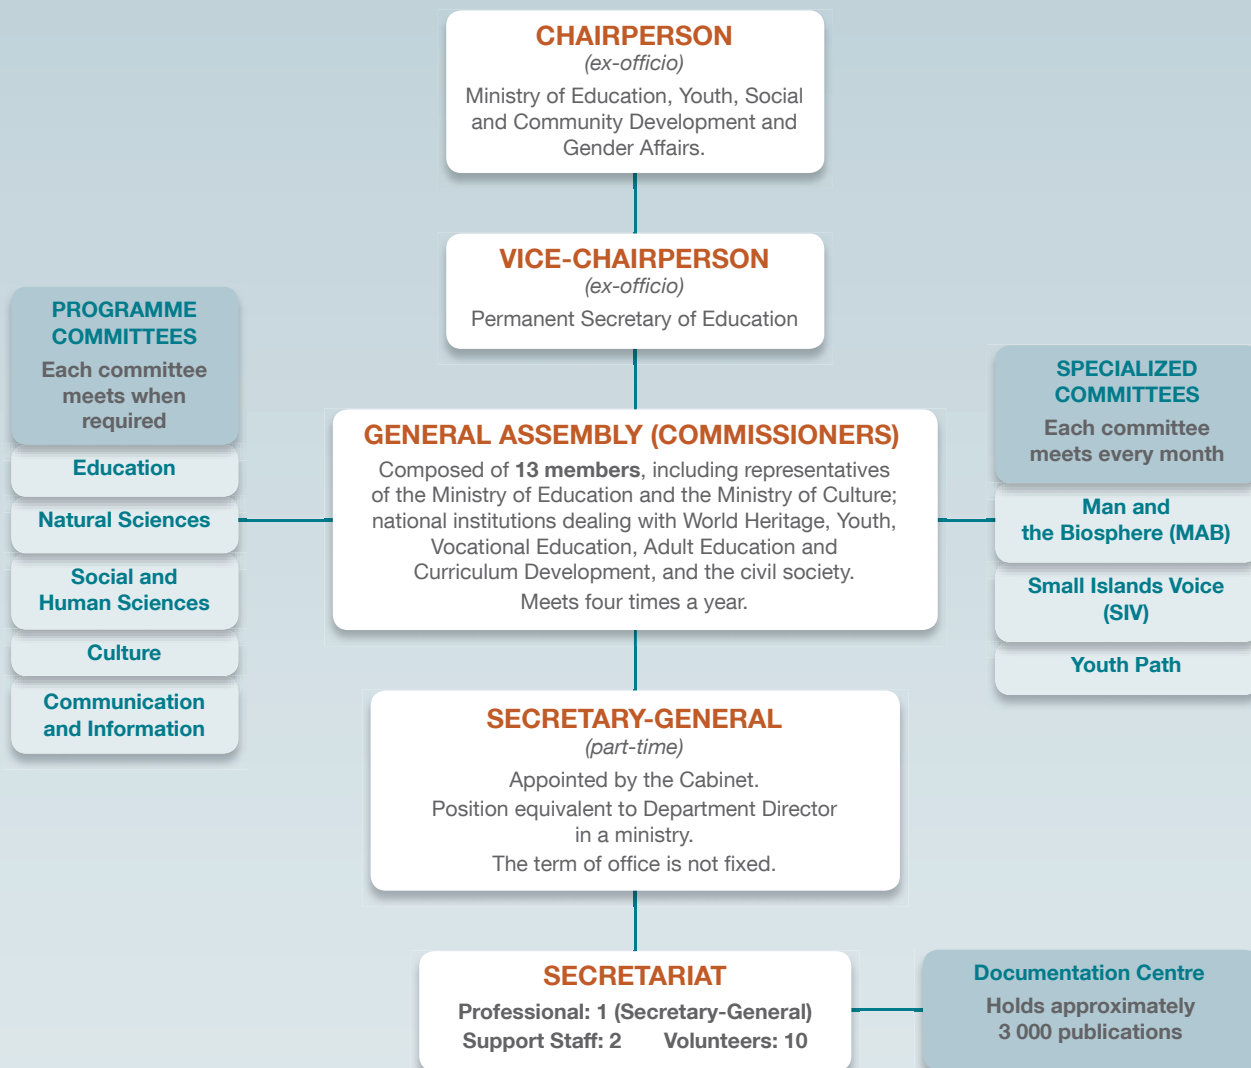 CHAIRPERSON
(ex-officio)
Ministry of Education, Youth, Social
and Community Development and
Gender Affairs.
VICE-CHAIRPERSON
(ex-officio)
Permanent Secretary of Education
PROGRAMME
COMMITTEES
Each committee
meets when
required
Education
Natural Sciences
Social and
Human Sciences
Culture
Communication
and Information
GENERAL ASSEMBLY (COMMISSIONERS)
Composed of 13 members, including representatives
of the Ministry of Education and the Ministry of Culture;
national institutions dealing with World Heritage, Youth,
Vocational Education, Adult Education and
Curriculum Development, and the civil society.
Meets four times a year.
SPECIALIZED
COMMITTEES
Each committee
meets every month
Man and
the Biosphere (MAB)
Small Islands Voice
(SIV)
Youth Path
SECRETARY-GENERAL
(part-time)
Appointed by the Cabinet.
Position equivalent to Department Director
in a ministry.
The term of office is not fixed.
SECRETARIAT
Professional: 1 (Secretary-General)
Support Staff: 2 Volunteers: 10
Documentation Centre
Holds approximately
3 000 publications